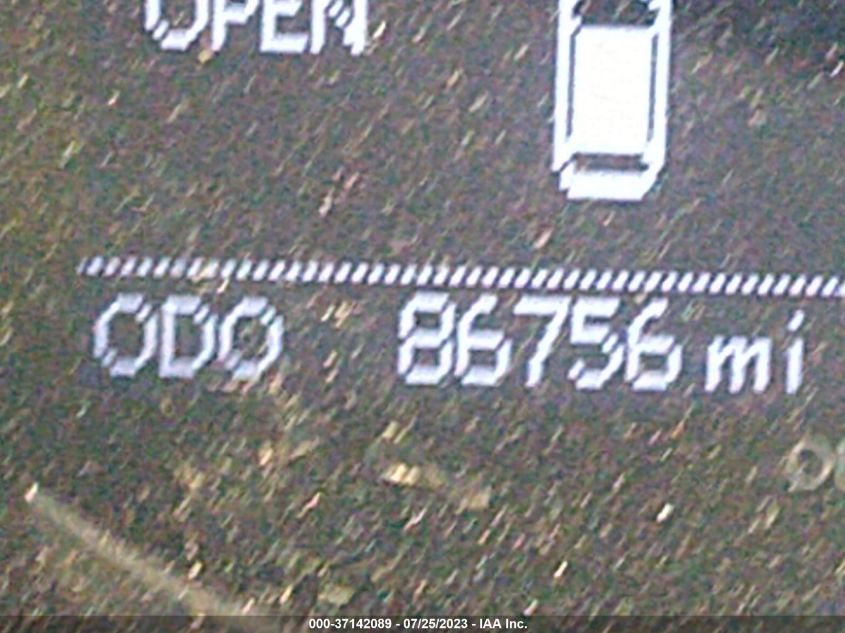 OPEN
ODO 86756 mi
000-37142089 - 07/25/2023 - IAA Inc.